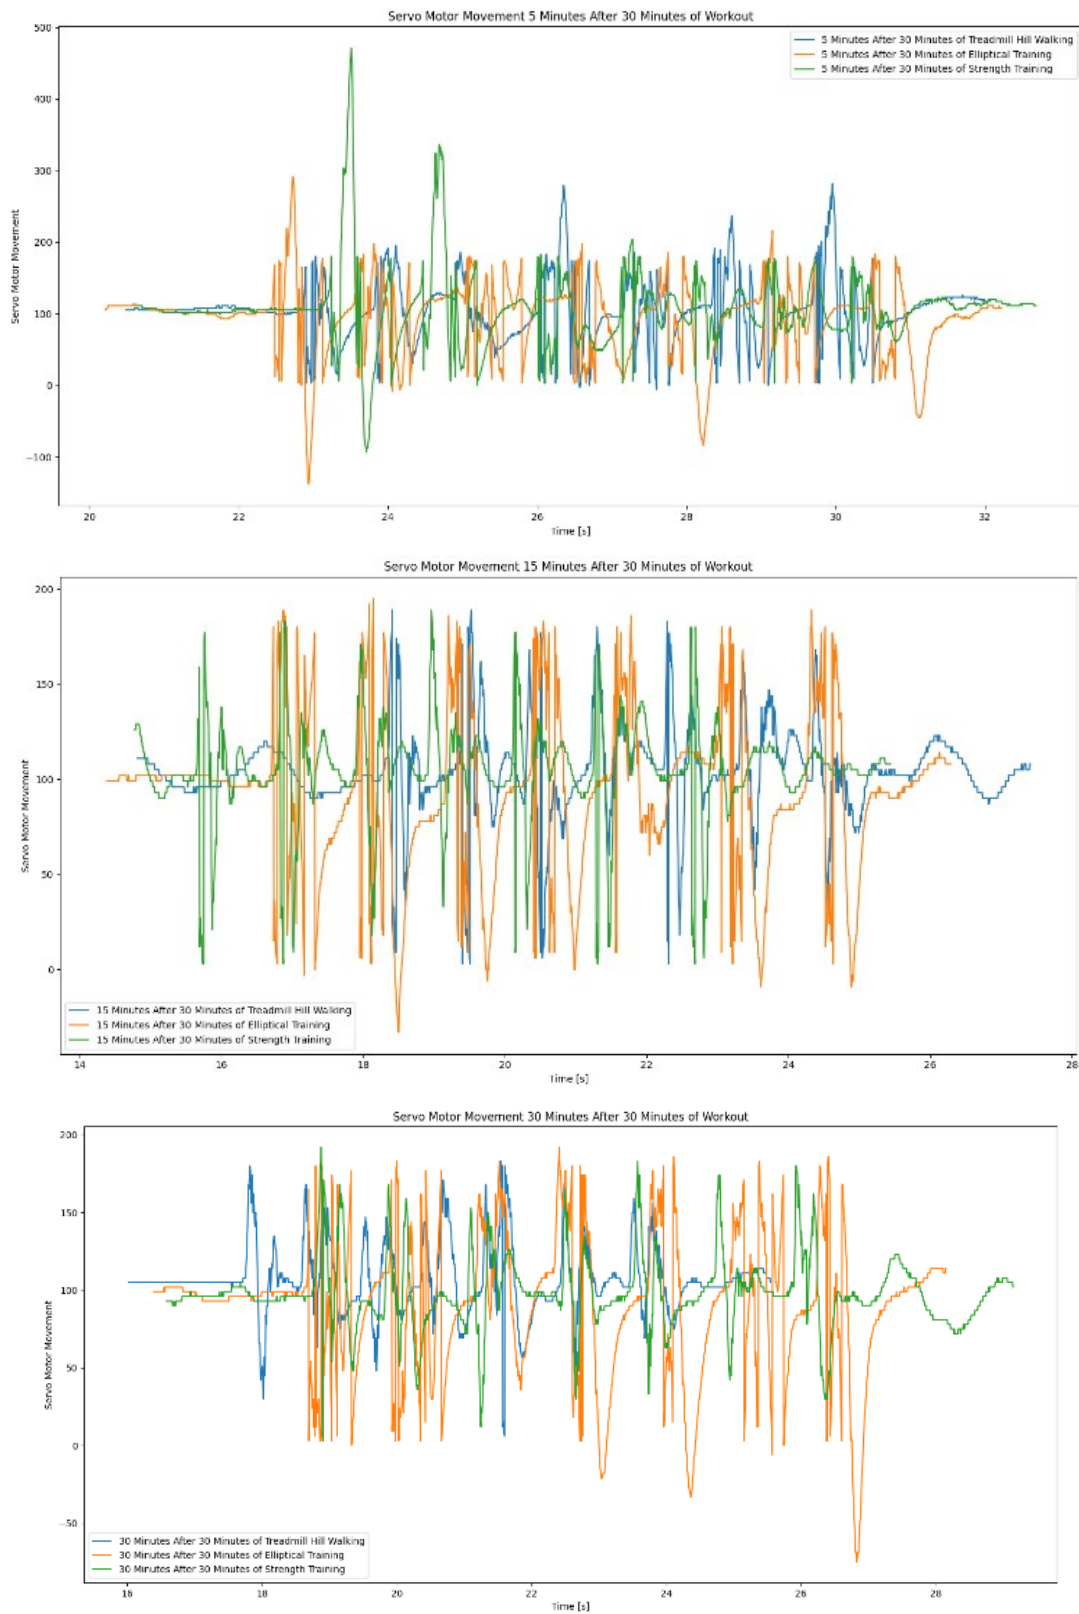 Servo Motor Movement 5 Minutes After 30 Minutes of Workout
500
400
300
200
100
0
−100
Servo Motor Movement
5 Minutes After 30 Minutes of Treadmill Hill Walking
5 Minutes After 30 Minutes of Elliptical Training
5 Minutes After 30 Minutes of Strength Training
20 22 24 26 28 30 32
Time [s]
Servo Motor Movement 15 Minutes After 30 Minutes of Workout
200
150
100
50
0
Servo Motor Movement
15 Minutes After 30 Minutes of Treadmill Hill Walking
15 Minutes After 30 Minutes of Elliptical Training
15 Minutes After 30 Minutes of Strength Training
14 16 18 20 22 24 26 28
Time [s]
Servo Motor Movement 30 Minutes After 30 Minutes of Workout
200
150
100
50
0
−50
Servo Motor Movement
30 Minutes After 30 Minutes of Treadmill Hill Walking
30 Minutes After 30 Minutes of Elliptical Training
30 Minutes After 30 Minutes of Strength Training
16 18 20 22 24 26 28
Time [s]